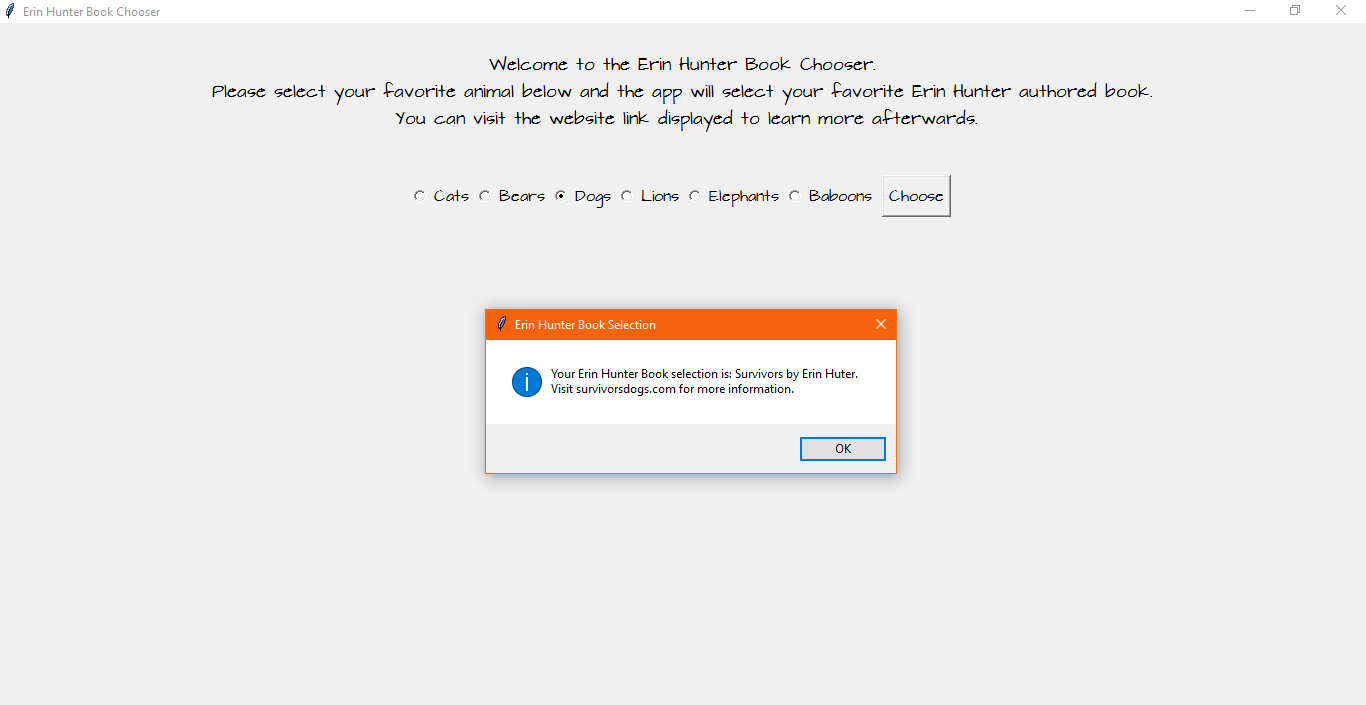 Erin Hunter Book Chooser
Welcome to the Erin Hunter Book Chooser.
Please select your favorite animal below and the app will select your favorite Erin Hunter authored book.
You can visit the website link displayed to learn more afterwards.
Cats Bears Dogs Lions Elephants Baboons Choose
Erin Hunter Book Selection
Your Erin Hunter Book selection is: Survivors by Erin Huter.
Visit survivorsdogs.com for more information.
OK